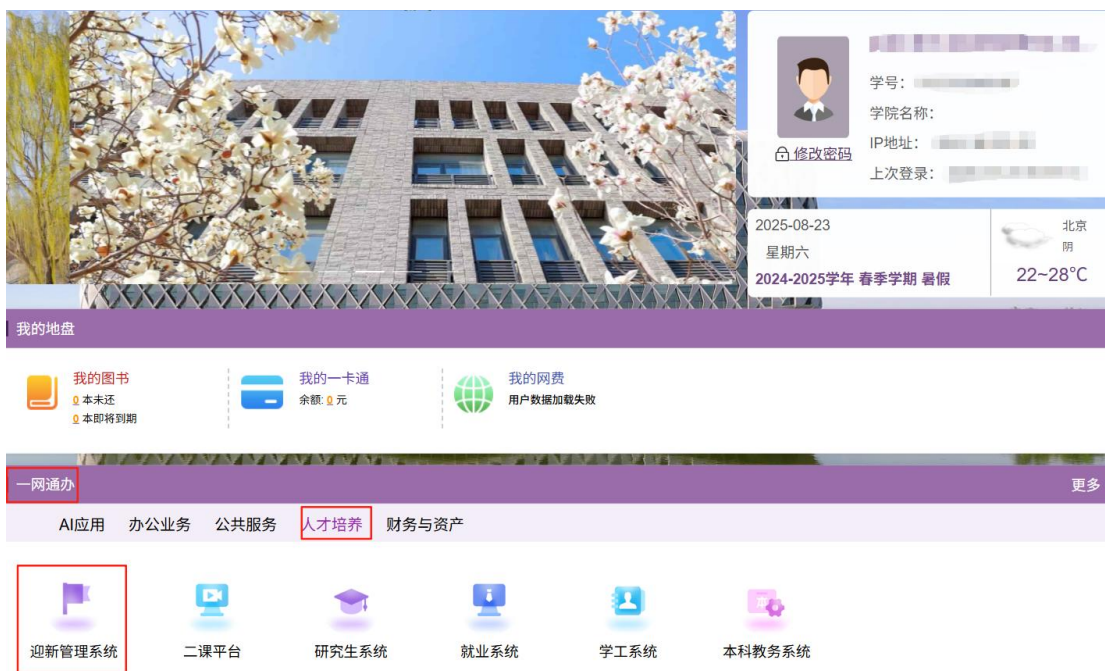 学号：
学院名称：
IP地址：
修改密码
上次登录：
2025-08-23
星期六
2024-2025学年 春季学期 暑假
北京
阴
22~28°C
我的地盘
我的图书
0 本未还
0 本即将到期
我的一卡通
余额: 0 元
我的网费
用户数据加载失败
一网通办
更多
AI应用 办公业务 公共服务 人才培养 财务与资产
迎新管理系统 二课平台 研究生系统 就业系统 学工系统 本科教务系统